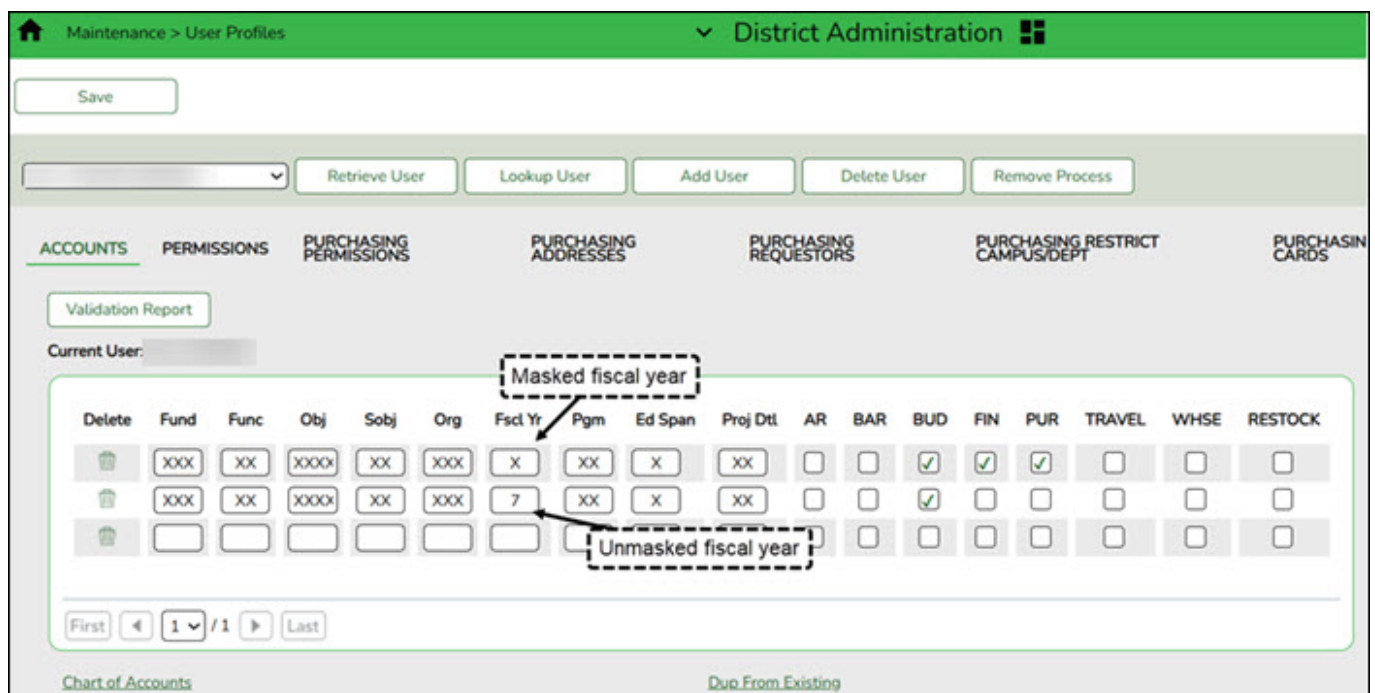 Maintenance > User Profiles District Administration
Save
Retrieve User Lookup User Add User Delete User Remove Process
ACCOUNTS PERMISSIONS PURCHASING PERMISSIONS PURCHASING ADDRESSES PURCHASING REQUESTORS PURCHASING RESTRICT CAMPUS/DEPT PURCHASIN CARDS
Validation Report
Current User:
Masked fiscal year
Delete Fund Func Obj Sobj Org Fscl Yr Pgm Ed Span Proj Dtl AR BAR BUD FIN PUR TRAVEL WHSE RESTOCK
XXX XX XXXX XX XXX X XX X XX
XXX XX XXXX XX XXX 7 XX X XX
Unmasked fiscal year
First 1 / 1 Last
Chart of Accounts Dup From Existing